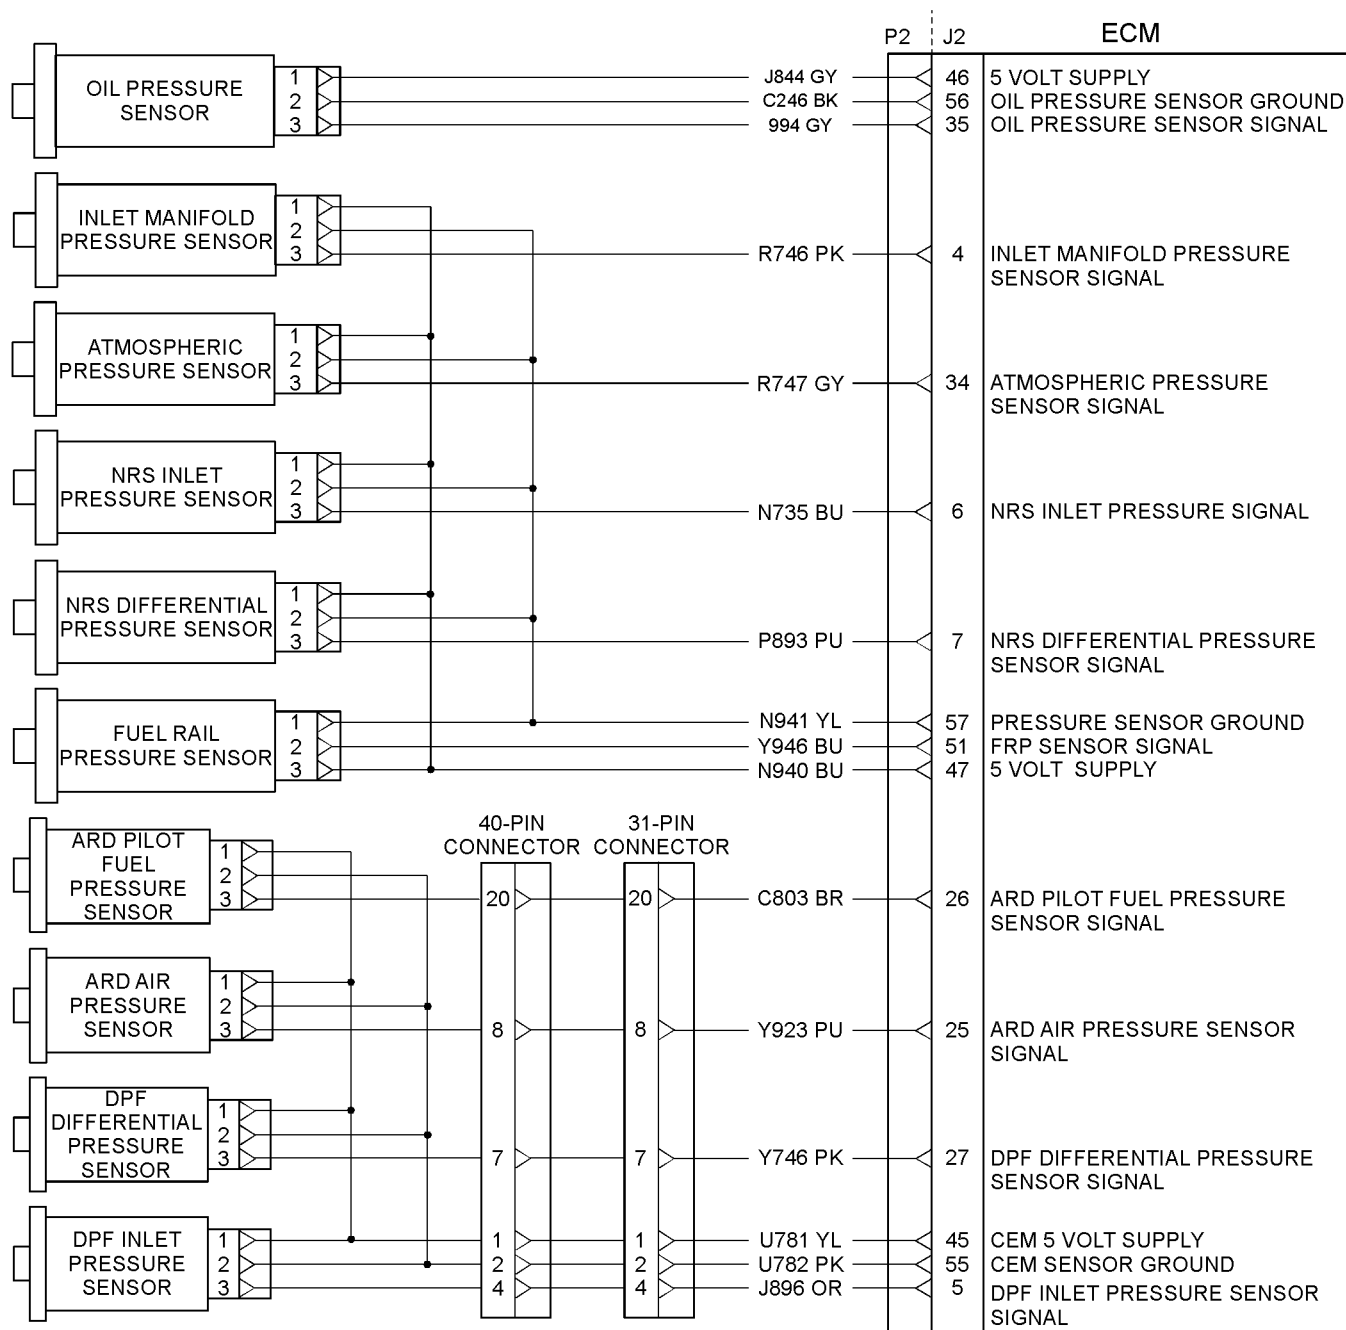 P2 J2 ECM
OIL PRESSURE
SENSOR
1 J844 GY 46 5 VOLT SUPPLY
2 C246 BK 56 OIL PRESSURE SENSOR GROUND
3 994 GY 35 OIL PRESSURE SENSOR SIGNAL
INLET MANIFOLD
PRESSURE SENSOR
1
2
3 R746 PK 4 INLET MANIFOLD PRESSURE
SENSOR SIGNAL
ATMOSPHERIC
PRESSURE SENSOR
1
2
3 R747 GY 34 ATMOSPHERIC PRESSURE
SENSOR SIGNAL
NRS INLET
PRESSURE SENSOR
1
2
3 N735 BU 6 NRS INLET PRESSURE SIGNAL
NRS DIFFERENTIAL
PRESSURE SENSOR
1
2
3 P893 PU 7 NRS DIFFERENTIAL PRESSURE
SENSOR SIGNAL
FUEL RAIL
PRESSURE SENSOR
1 N941 YL 57 PRESSURE SENSOR GROUND
2 Y946 BU 51 FRP SENSOR SIGNAL
3 N940 BU 47 5 VOLT SUPPLY
40-PIN
CONNECTOR
31-PIN
CONNECTOR
ARD PILOT
FUEL
PRESSURE
SENSOR
1
2
3 20 20 C803 BR 26 ARD PILOT FUEL PRESSURE
SENSOR SIGNAL
ARD AIR
PRESSURE
SENSOR
1
2
3 8 8 Y923 PU 25 ARD AIR PRESSURE SENSOR
SIGNAL
DPF
DIFFERENTIAL
PRESSURE
SENSOR
1
2
3 7 7 Y746 PK 27 DPF DIFFERENTIAL PRESSURE
SENSOR SIGNAL
DPF INLET
PRESSURE
SENSOR
1 1 1 U781 YL 45 CEM 5 VOLT SUPPLY
2 2 2 U782 PK 55 CEM SENSOR GROUND
3 4 4 J896 OR 5 DPF INLET PRESSURE SENSOR
SIGNAL